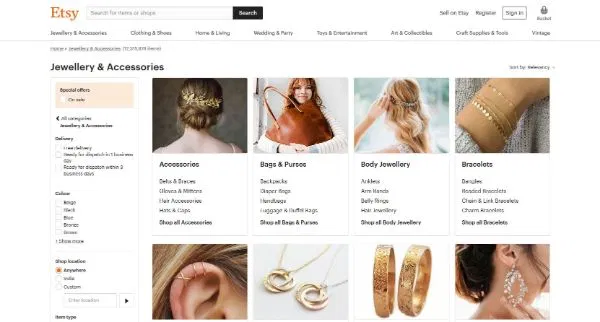 Etsy
Search for items or shops
Search
Sell on Etsy
Register
Sign in
Basket
Jewellery & Accessories
Clothing & Shoes
Home & Living
Wedding & Party
Toys & Entertainment
Art & Collectibles
Craft Supplies & Tools
Vintage
Home > Jewellery & Accessories
Jewellery & Accessories
Sort by: Relevancy
Special offers
On sale
All categories
Jewellery & Accessories
Delivery
Free delivery
Ready for dispatch in 1 business
day
Ready for dispatch within 3
business days
Colour
Beige
Black
Blue
Bronze
Brown
+ Show more
Shop location
Anywhere
India
Custom
Enter location
Item type
Accessories
Belts & Braces
Gloves & Mittens
Hair Accessories
Hats & Caps
Shop all Accessories
Bags & Purses
Backpacks
Diaper Bags
Handbags
Luggage & Duffel Bags
Shop all Bags & Purses
Body Jewellery
Anklets
Arm Bands
Belly Rings
Hair Jewellery
Shop all Body Jewellery
Bracelets
Bangles
Beaded Bracelets
Chain & Link Bracelets
Charm Bracelets
Shop all Bracelets